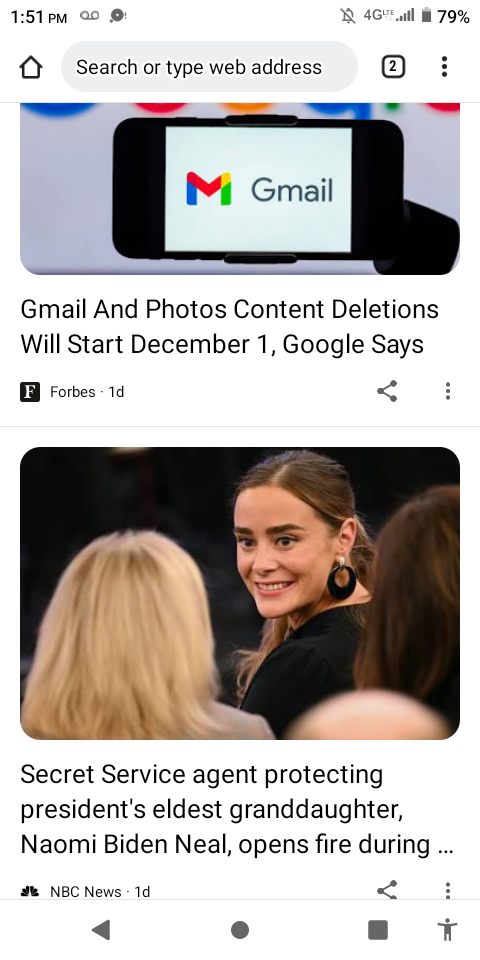 1:51 PM
4G LTE
79%
Search or type web address
2
Gmail
Gmail And Photos Content Deletions
Will Start December 1, Google Says
F
Forbes · 1d
Secret Service agent protecting
president's eldest granddaughter,
Naomi Biden Neal, opens fire during ...
NBC News · 1d